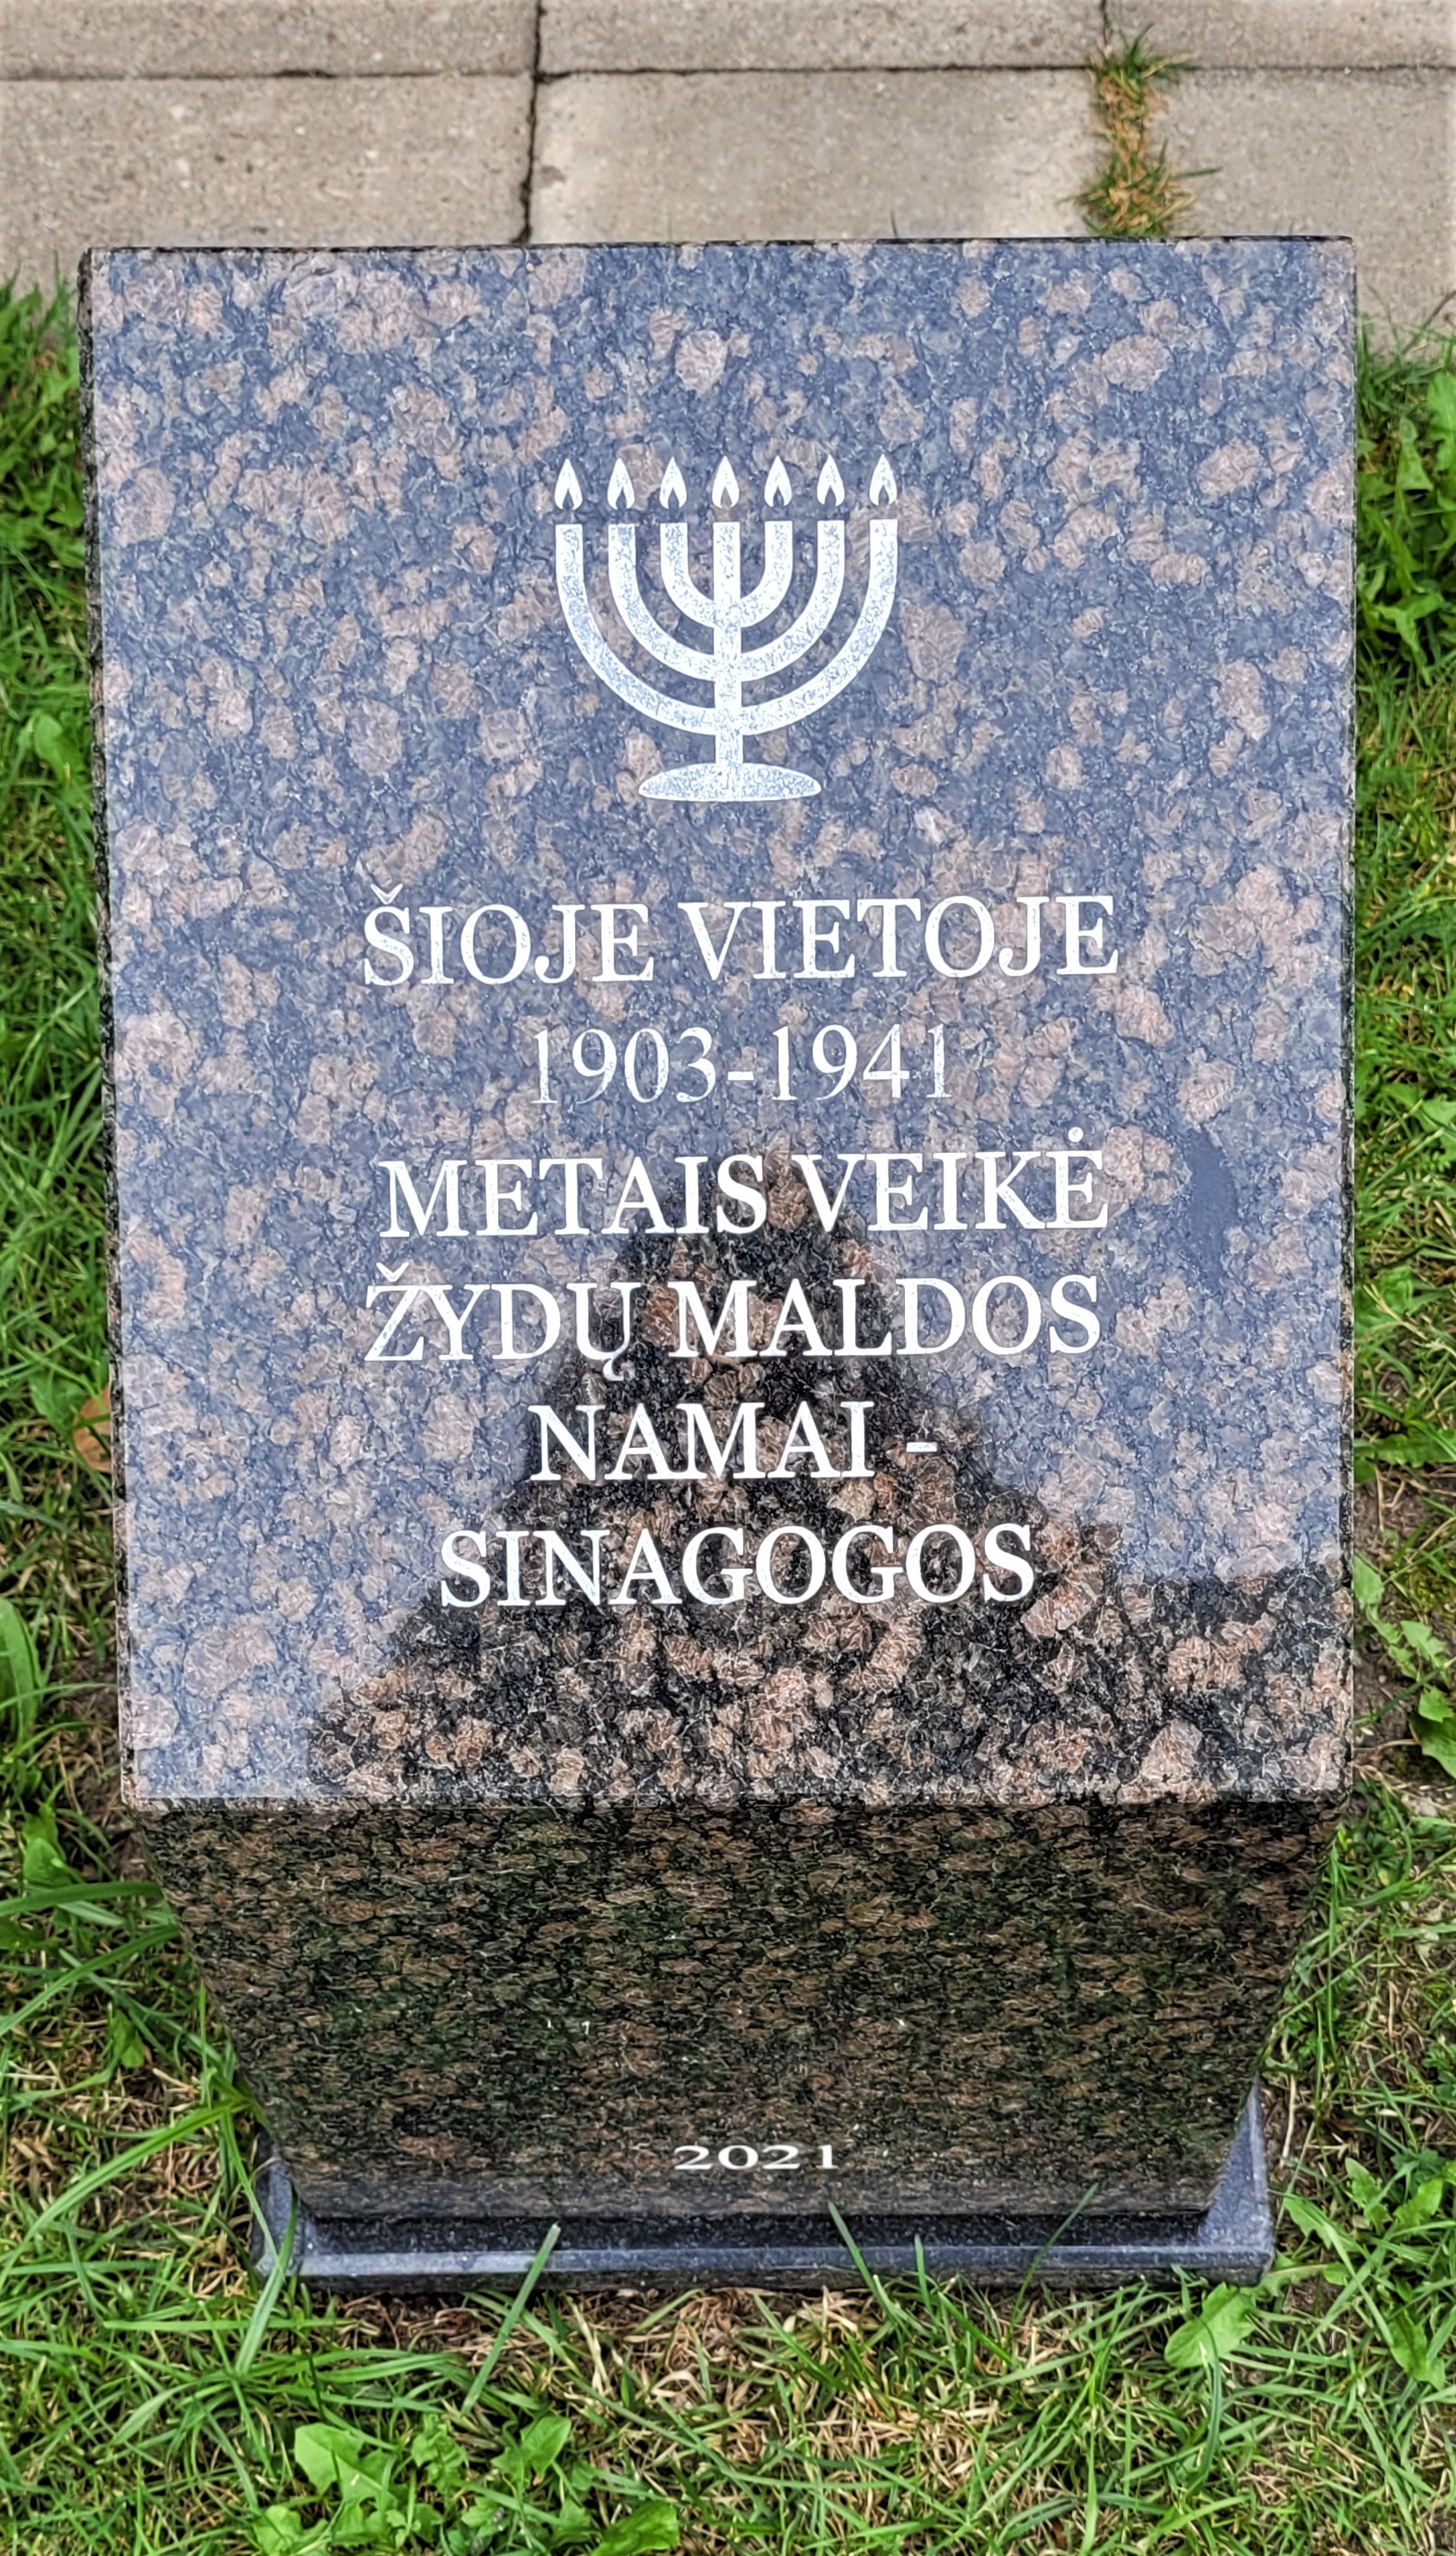 ŠIOJE VIETOJE
1903-1941
METAIS VEIKĖ
ŽYDŲ MALDOS
NAMAI -
SINAGOGOS
2021